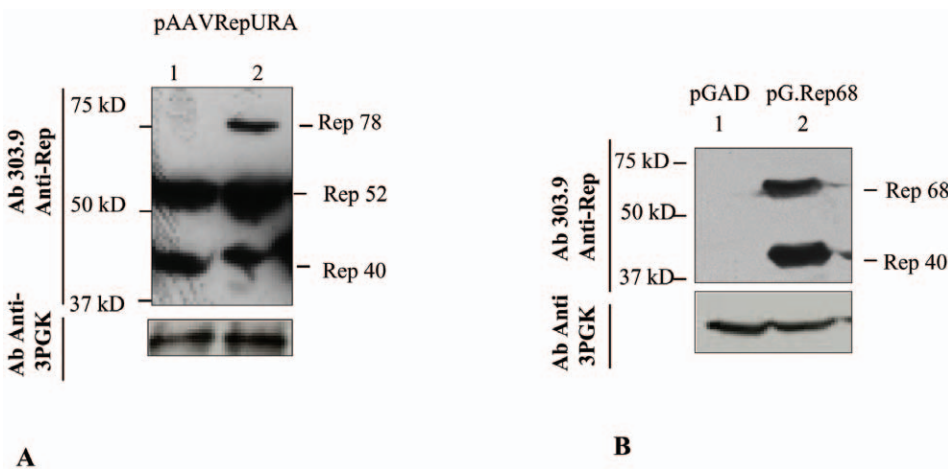 pAAVRepURA
1 2
Ab 303.9
Anti-Rep
75 kD
Rep 78
Rep 52
50 kD
Rep 40
37 kD
Ab Anti-
3PGK
A
pGAD pG.Rep68
1 2
Ab 303.9
Anti-Rep
75 kD
Rep 68
50 kD
Rep 40
37 kD
Ab Anti
3PGK
B